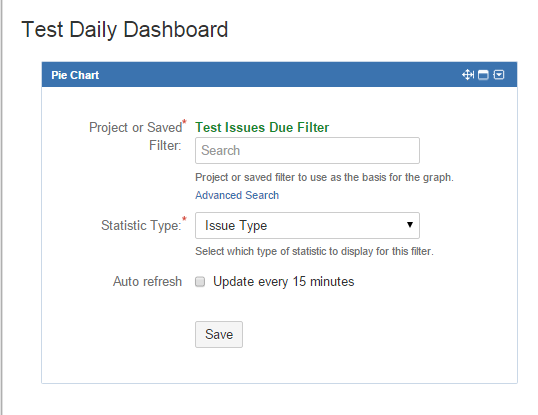 Test Daily Dashboard
Pie Chart
Project or Saved* Test Issues Due Filter
Filter:
Search
Project or saved filter to use as the basis for the graph.
Advanced Search
Statistic Type:* Issue Type
Select which type of statistic to display for this filter.
Auto refresh Update every 15 minutes
Save